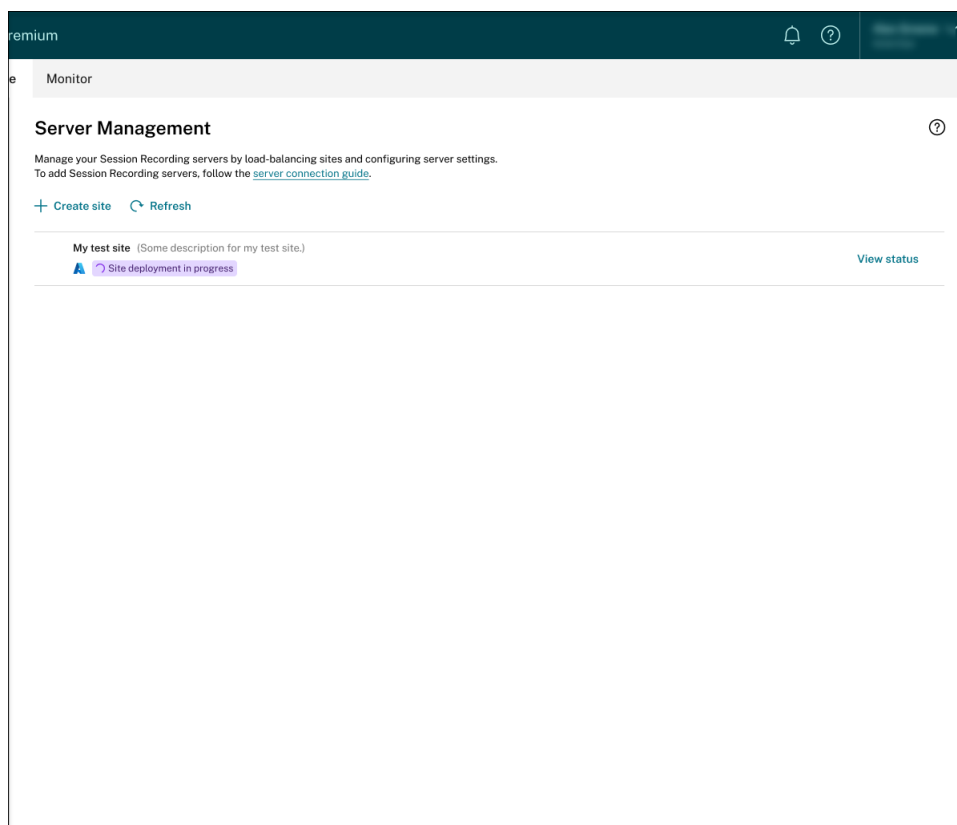 remium
e Monitor
Server Management
Manage your Session Recording servers by load-balancing sites and configuring server settings.
To add Session Recording servers, follow the server connection guide.
Create site Refresh
My test site (Some description for my test site.)
Site deployment in progress
View status